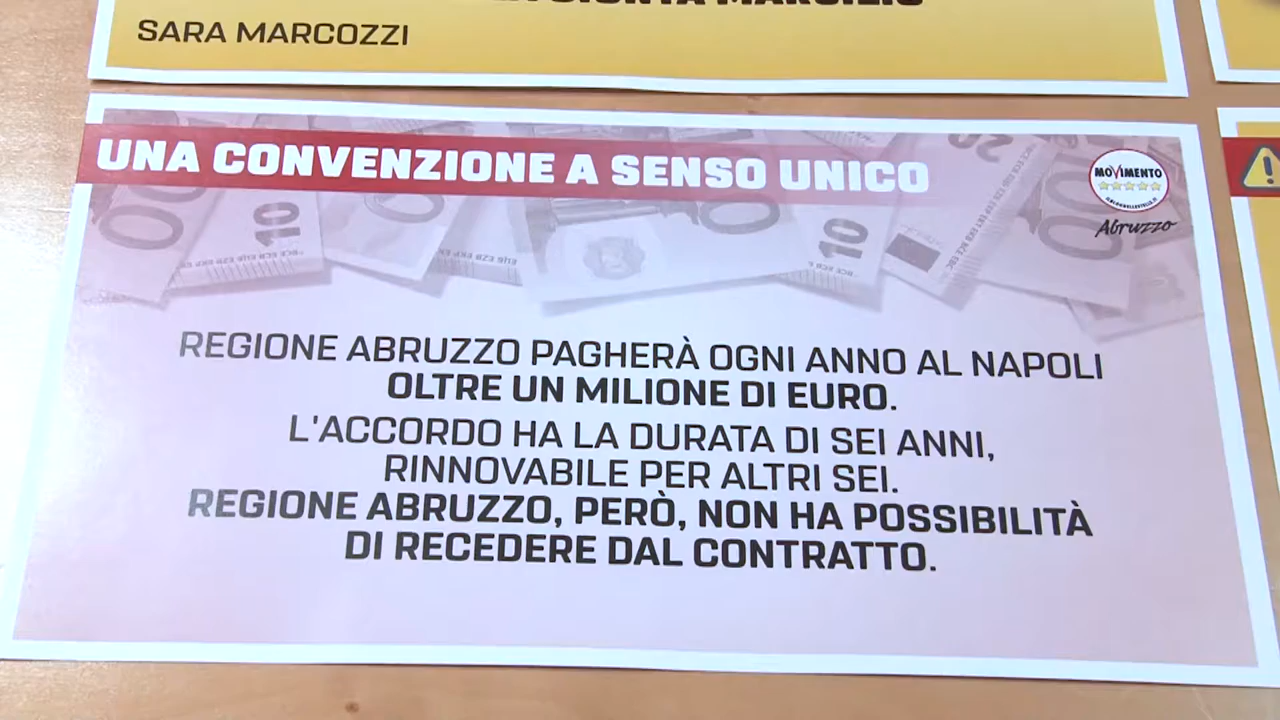 SARA MARCOZZI
UNA CONVENZIONE A SENSO UNICO
MOVIMENTO
Abruzzo
10
10
REGIONE ABRUZZO PAGHERÀ OGNI ANNO AL NAPOLI
OLTRE UN MILIONE DI EURO.
L'ACCORDO HA LA DURATA DI SEI ANNI,
RINNOVABILE PER ALTRI SEI.
REGIONE ABRUZZO, PERÒ, NON HA POSSIBILITÀ
DI RECEDERE DAL CONTRATTO.